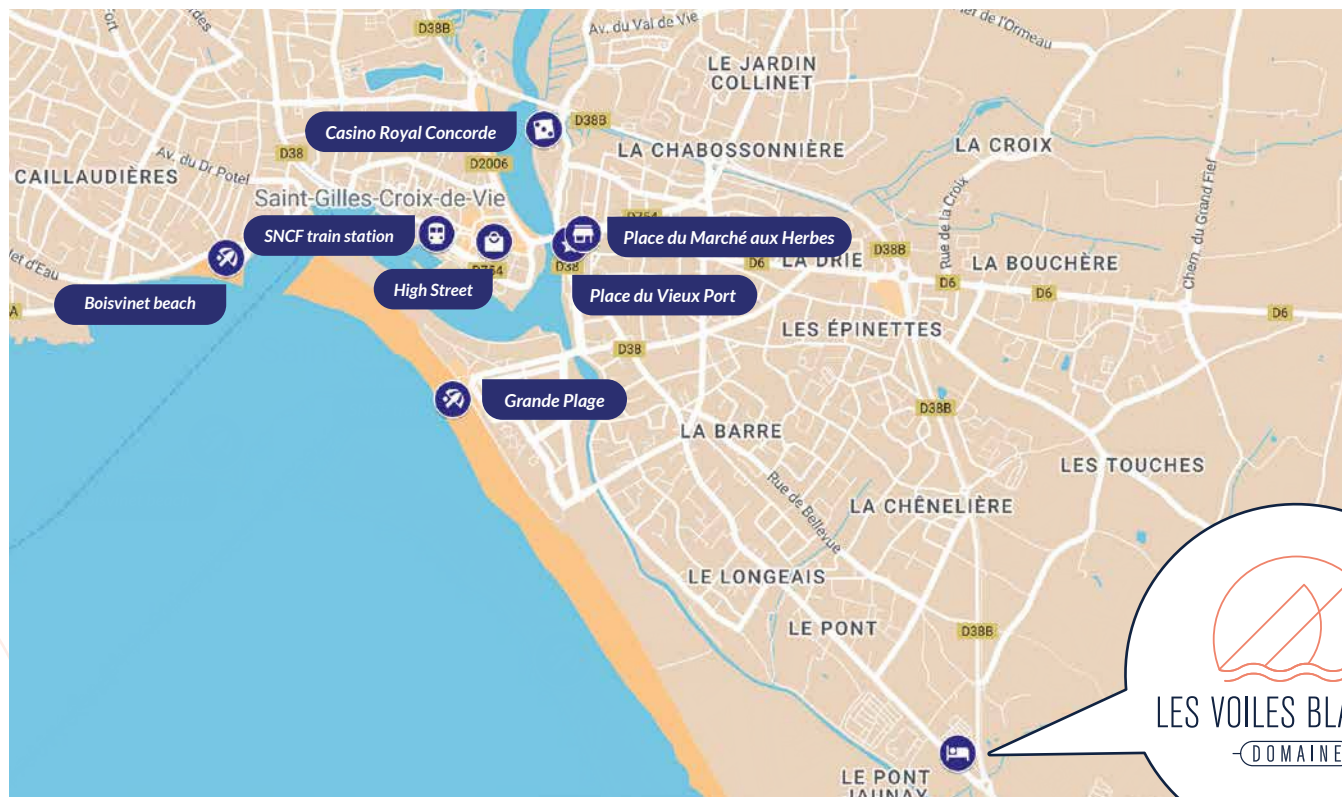 D38B
Av. du Val de Vie
de l'Ormeau
LE JARDIN
COLLINET
Casino Royal Concorde
D38B
D38
Av. du Dr Potel
D2006
LA CHABOSSONNIÈRE
LA CROIX
CAILLAUDIÈRES
Saint-Gilles-Croix-de-Vie
Rue de la Croix
Chem. du Grand Fief
SNCF train station
D754
Place du Marché aux Herbes
D38B
LA DRIE
LA BOUCHÈRE
D6
D38
D754
High Street
Boisvinet beach
Place du Vieux Port
D6
D6
D6
LES ÉPINETTES
D38
Grande Plage
D38B
LA BARRE
LES TOUCHES
Rue de Bellevue
LA CHÊNELIÈRE
LE LONGEAIS
LE PONT
D38B
LES VOILES
DOMAINE
LE PONT
JAUNAY